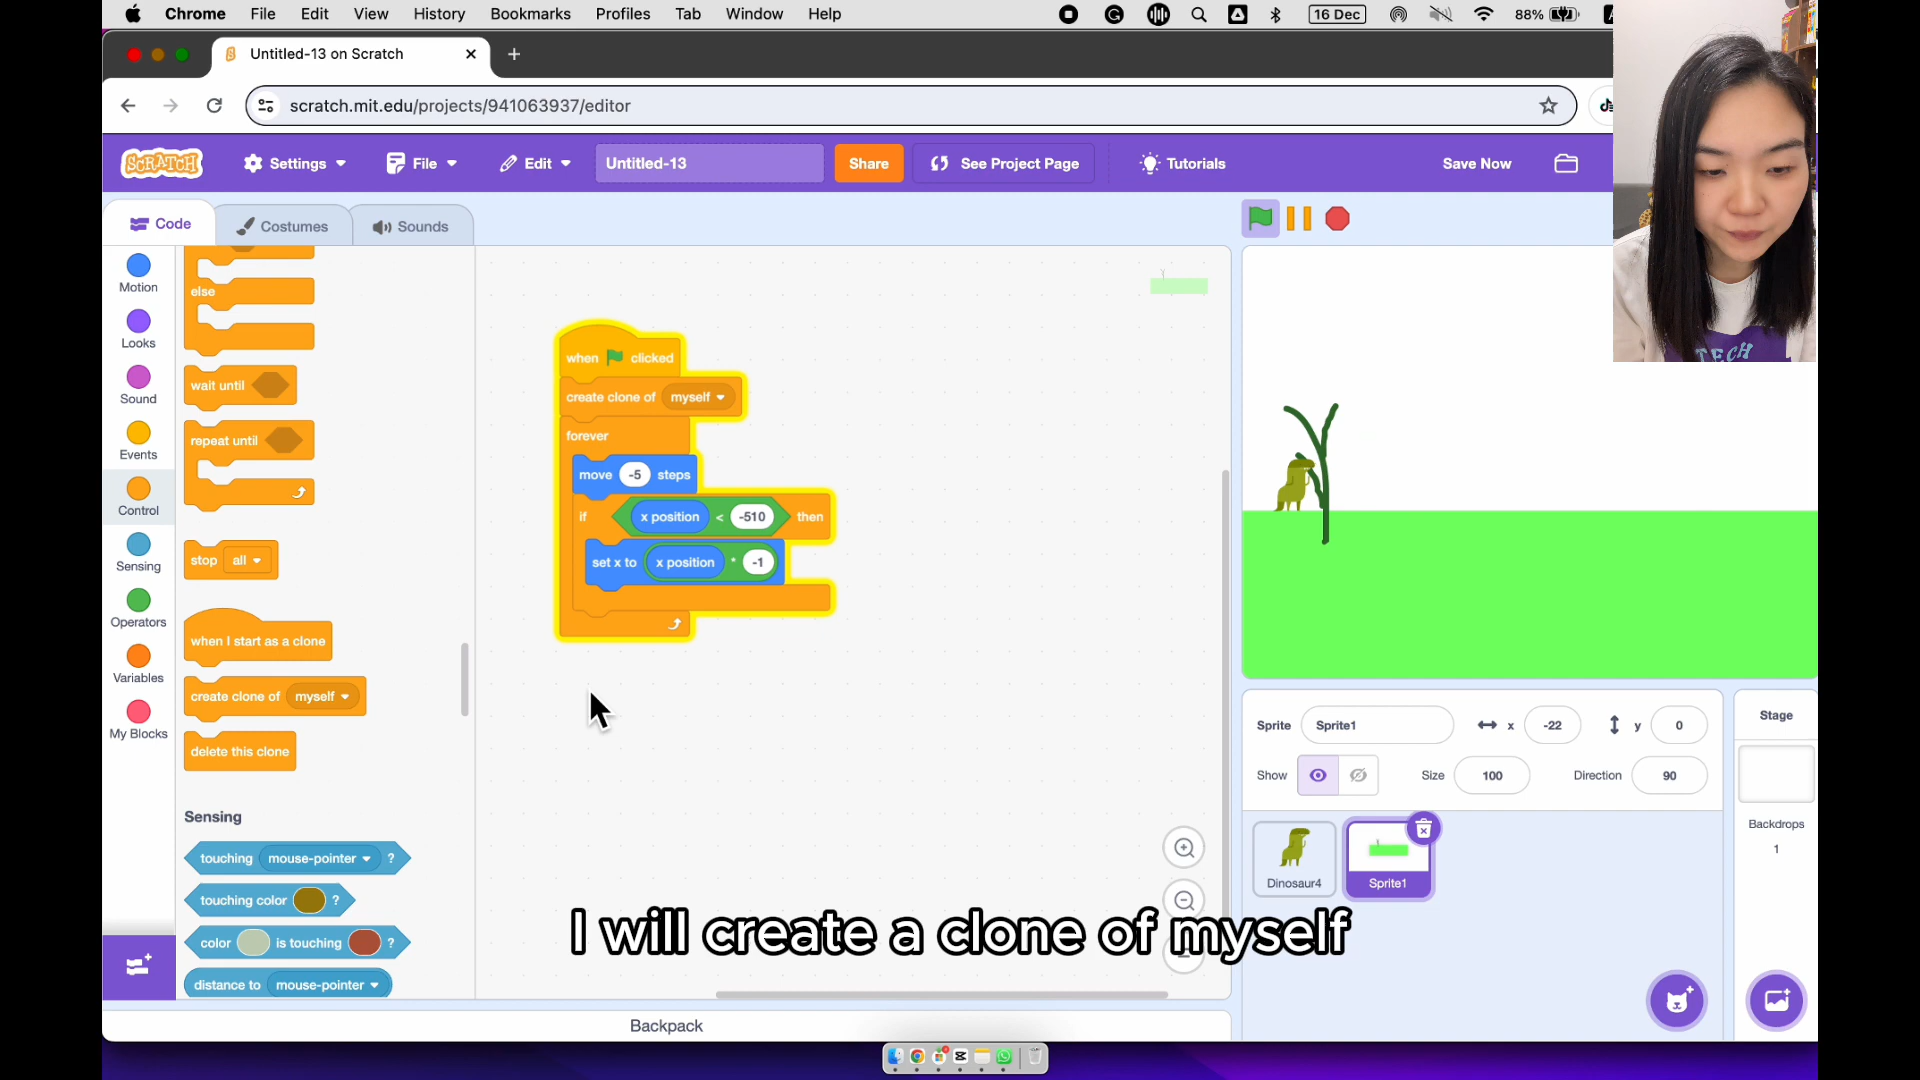 Chrome File Edit View History Bookmarks Profiles Tab Window Help 16 Dec 88%
Untitled-13 on Scratch
scratch.mit.edu/projects/941063937/editor
SCRATCH Settings File Edit Untitled-13 Share See Project Page Tutorials Save Now
Code Costumes Sounds
Motion
Looks
Sound
Events
Control
Sensing
Operators
Variables
My Blocks
else
wait until
repeat until
stop all
when I start as a clone
create clone of myself
delete this clone
Sensing
touching mouse-pointer ?
touching color ?
color is touching ?
distance to mouse-pointer
when clicked
create clone of myself
forever
move -5 steps
if x position < -510 then
set x to x position * -1
TECH
Sprite Sprite1 x -22 y 0
Show Size 100 Direction 90
Dinosaur4
Sprite1
Stage
Backdrops
1
I will create a clone of myself
Backpack